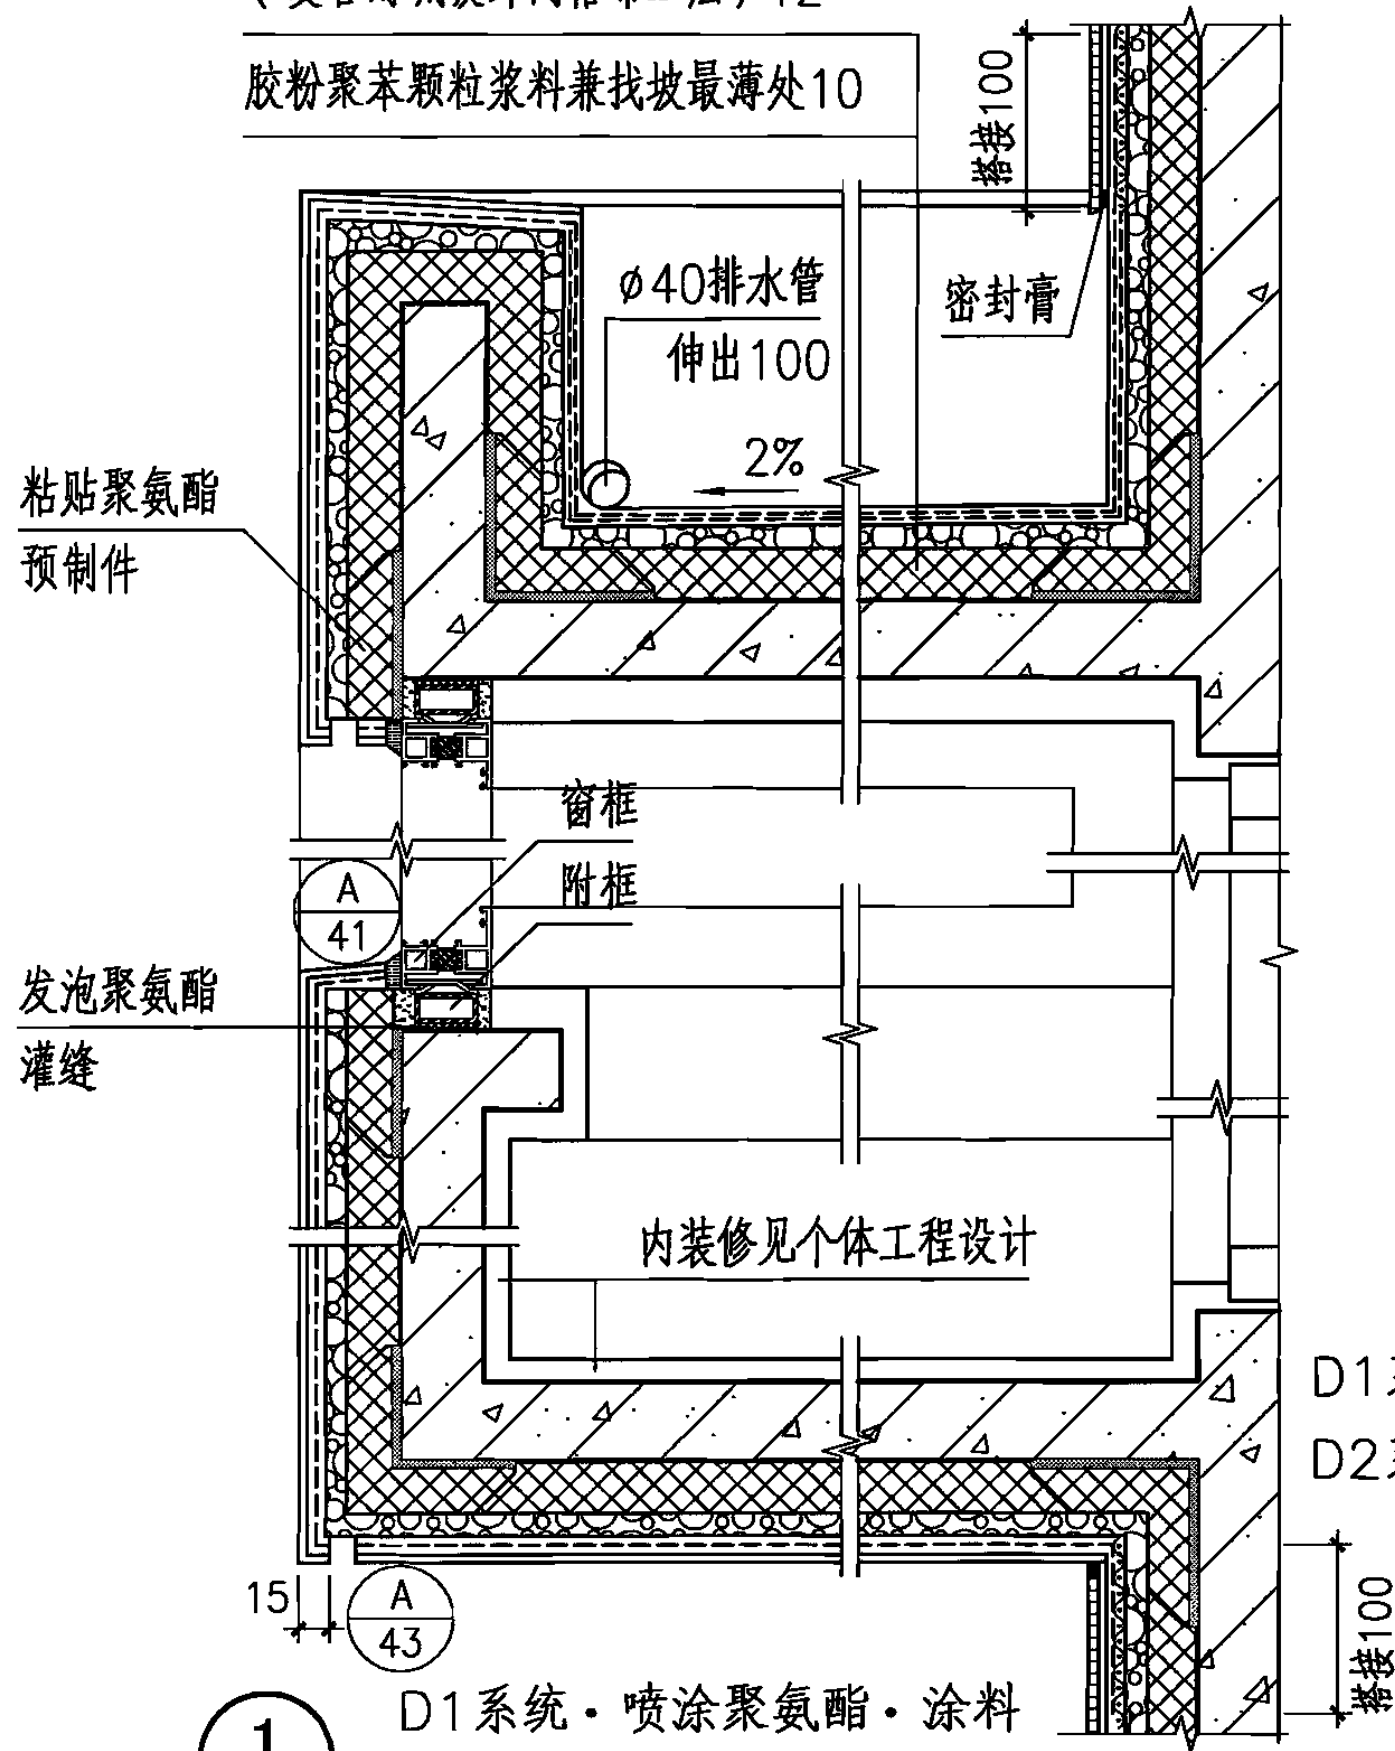 胶粉聚苯颗粒浆料兼找坡最薄处10
搭接100
ø40排水管
伸出100
密封膏
2%
粘贴聚氨酯
预制件
窗框
附框
A
41
发泡聚氨酯
灌缝
内装修见个体工程设计
D1
D2
15
A
43
搭接100
D1系统·喷涂聚氨酯·涂料
1